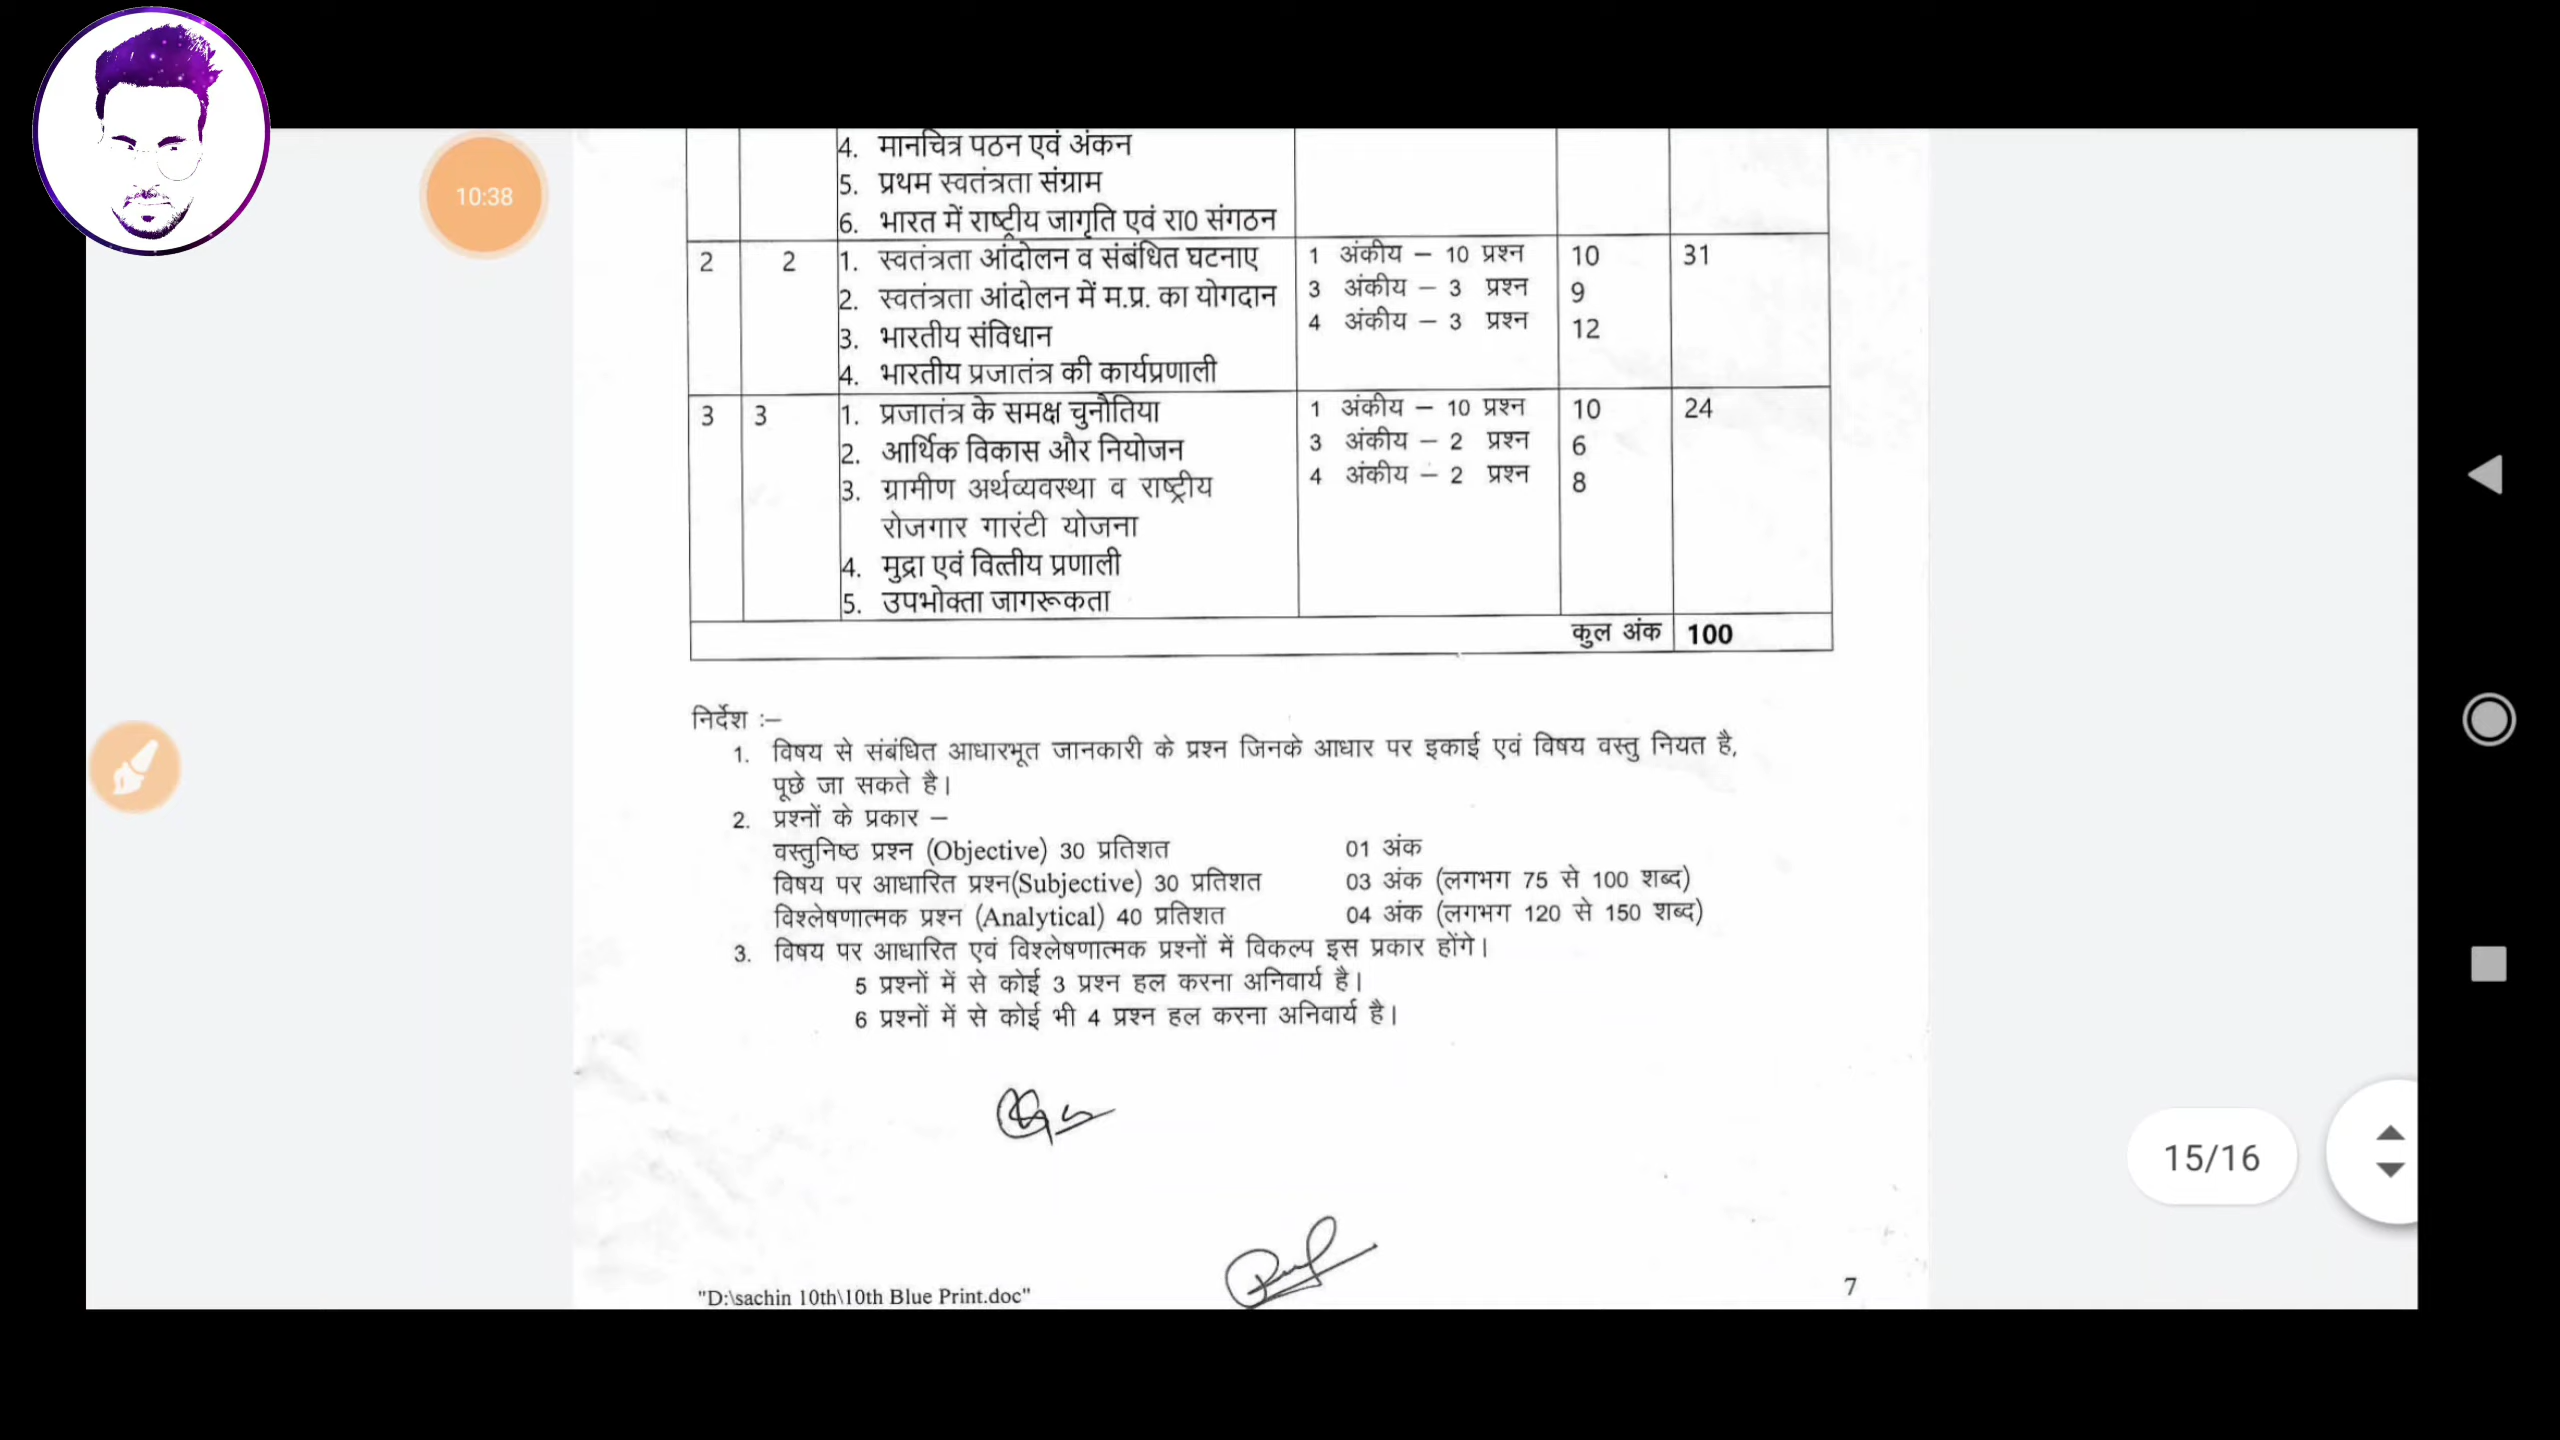 10:38
4. मानचित्र पठन एवं अंकन
5. प्रथम स्वतंत्रता संग्राम
6. भारत में राष्ट्रीय जागृति एवं रा0 संगठन
2 2 1. स्वतंत्रता आंदोलन व संबंधित घटनाए 1 अंकीय – 10 प्रश्न 10 31
2. स्वतंत्रता आंदोलन में म.प्र. का योगदान 3 अंकीय – 3 प्रश्न 9
3. भारतीय संविधान 4 अंकीय – 3 प्रश्न 12
4. भारतीय प्रजातंत्र की कार्यप्रणाली
3 3 1. प्रजातंत्र के समक्ष चुनौतिया 1 अंकीय – 10 प्रश्न 10 24
2. आर्थिक विकास और नियोजन 3 अंकीय – 2 प्रश्न 6
3. ग्रामीण अर्थव्यवस्था व राष्ट्रीय 4 अंकीय – 2 प्रश्न 8
रोजगार गारंटी योजना
4. मुद्रा एवं वित्तीय प्रणाली
5. उपभोक्ता जागरूकता
कुल अंक 100
निर्देश :–
1. विषय से संबंधित आधारभूत जानकारी के प्रश्न जिनके आधार पर इकाई एवं विषय वस्तु नियत है,
पूछे जा सकते है।
2. प्रश्नों के प्रकार –
वस्तुनिष्ठ प्रश्न (Objective) 30 प्रतिशत 01 अंक
विषय पर आधारित प्रश्न(Subjective) 30 प्रतिशत 03 अंक (लगभग 75 से 100 शब्द)
विश्लेषणात्मक प्रश्न (Analytical) 40 प्रतिशत 04 अंक (लगभग 120 से 150 शब्द)
3. विषय पर आधारित एवं विश्लेषणात्मक प्रश्नों में विकल्प इस प्रकार होंगे।
5 प्रश्नों में से कोई 3 प्रश्न हल करना अनिवार्य है।
6 प्रश्नों में से कोई भी 4 प्रश्न हल करना अनिवार्य है।
15/16
"D:\sachin 10th\10th Blue Print.doc" 7